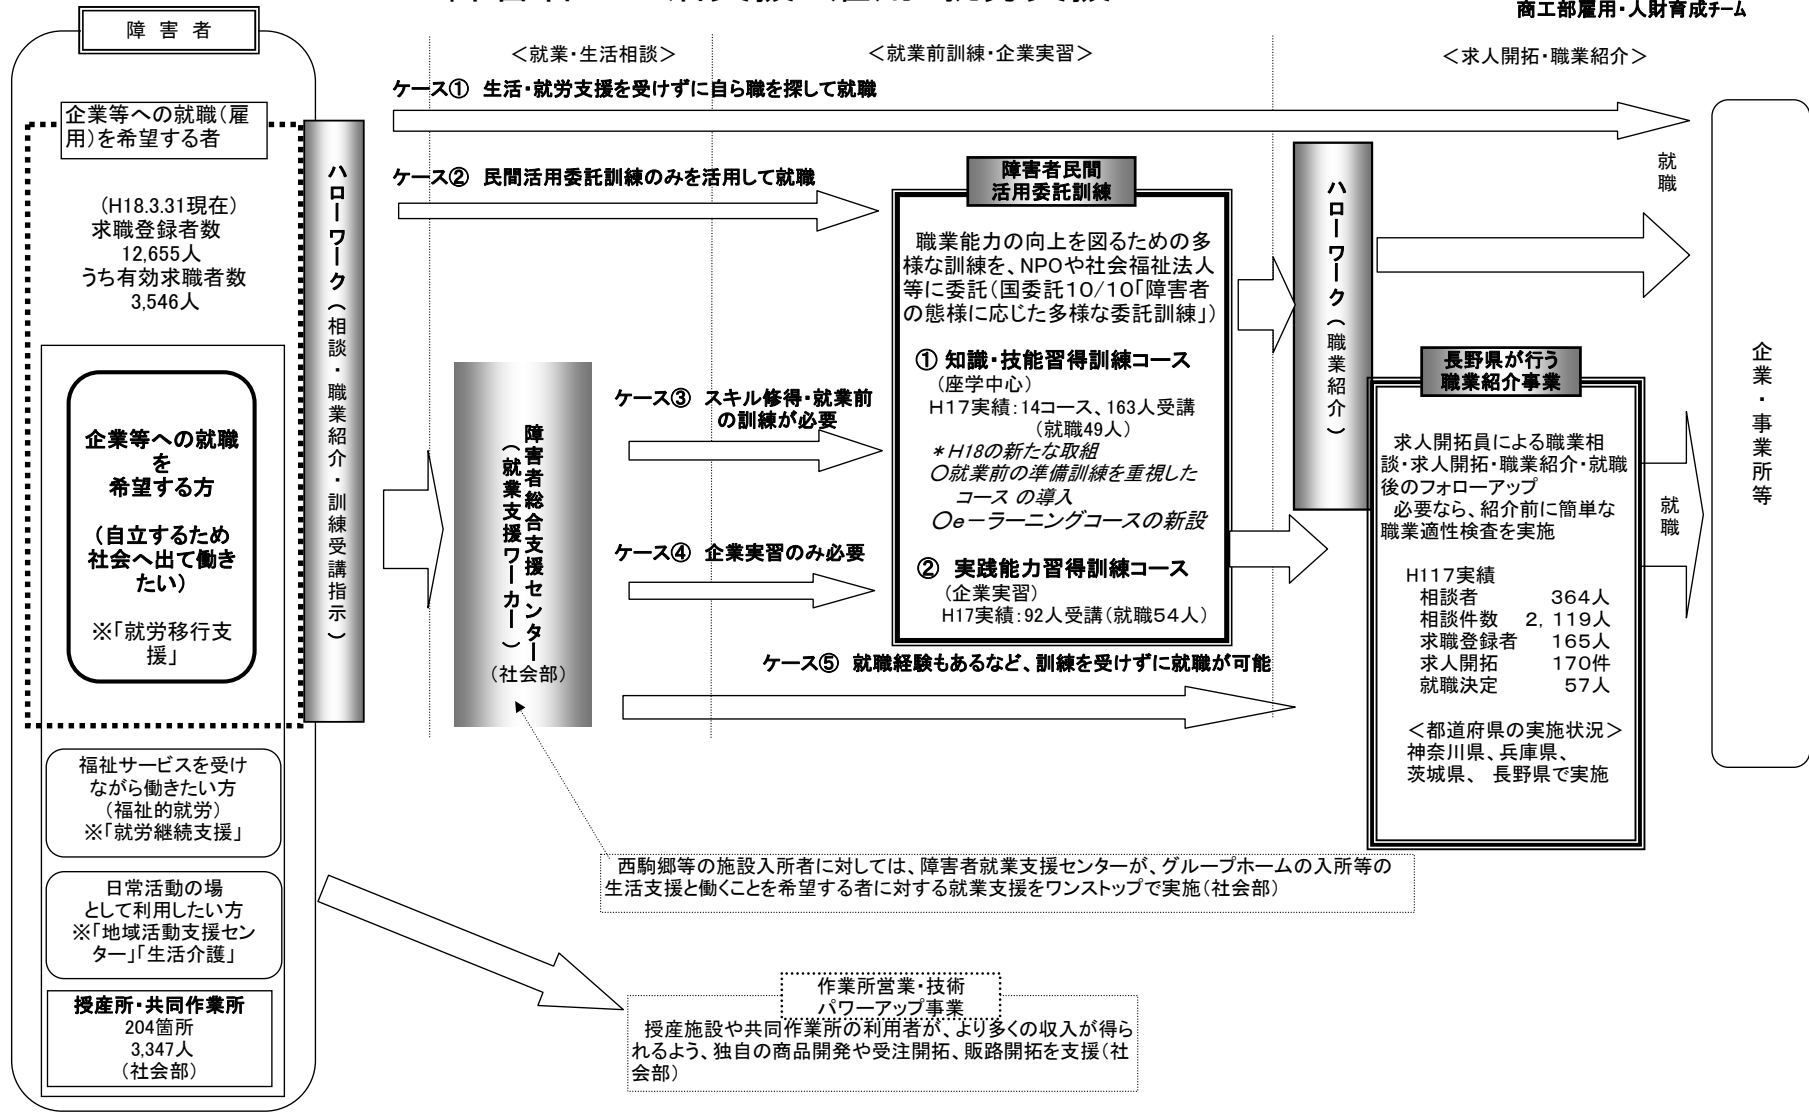 商工部雇用・人財育成チーム
障害者
＜就業・生活相談＞
＜就業前訓練・企業実習＞
＜求人開拓・職業紹介＞
企業等への就職(雇
用)を希望する者
(H18.3.31現在)
求職登録者数
12,655人
うち有効求職者数
3,546人
企業等への就職
を
希望する方
(自立するため
社会へ出て働き
たい)
※「就労移行支
援」
福祉サービスを受け
ながら働きたい方
(福祉的就労)
※「就労継続支援」
日常活動の場
として利用したい方
※「地域活動支援セン
ター」「生活介護」
授産所・共同作業所
204箇所
3,347人
(社会部)
ハローワーク(相談・職業紹介・訓練受講指示)
ケース① 生活・就労支援を受けずに自ら職を探して就職
ケース② 民間活用委託訓練のみを活用して就職
障害者総合支援センター
(就業支援ワーカー)
(社会部)
ケース③ スキル修得・就業前
の訓練が必要
ケース④ 企業実習のみ必要
ケース⑤ 就職経験もあるなど、訓練を受けずに就職が可能
障害者民間
活用委託訓練
職業能力の向上を図るための多
様な訓練を、NPOや社会福祉法人
等に委託(国委託10/10「障害者
の態様に応じた多様な委託訓練」)
① 知識・技能習得訓練コース
(座学中心)
H17実績:14コース、163人受講
(就職49人)
＊H18の新たな取組
○就業前の準備訓練を重視した
コース の導入
○e－ラーニングコースの新設
② 実践能力習得訓練コース
(企業実習)
H17実績:92人受講(就職54人)
ハローワーク(職業紹介)
長野県が行う
職業紹介事業
求人開拓員による職業相
談・求人開拓・職業紹介・就職
後のフォローアップ
必要なら、紹介前に簡単な
職業適性検査を実施
H117実績
相談者 364人
相談件数 2,119人
求職登録者 165人
求人開拓 170件
就職決定 57人
＜都道府県の実施状況＞
神奈川県、兵庫県、
茨城県、 長野県で実施
就職
就職
企業・事業所等
西駒郷等の施設入所者に対しては、障害者就業支援センターが、グループホームの入所等の
生活支援と働くことを希望する者に対する就業支援をワンストップで実施(社会部)
作業所営業・技術
パワーアップ事業
授産施設や共同作業所の利用者が、より多くの収入が得ら
れるよう、独自の商品開発や受注開拓、販路開拓を支援(社
会部)